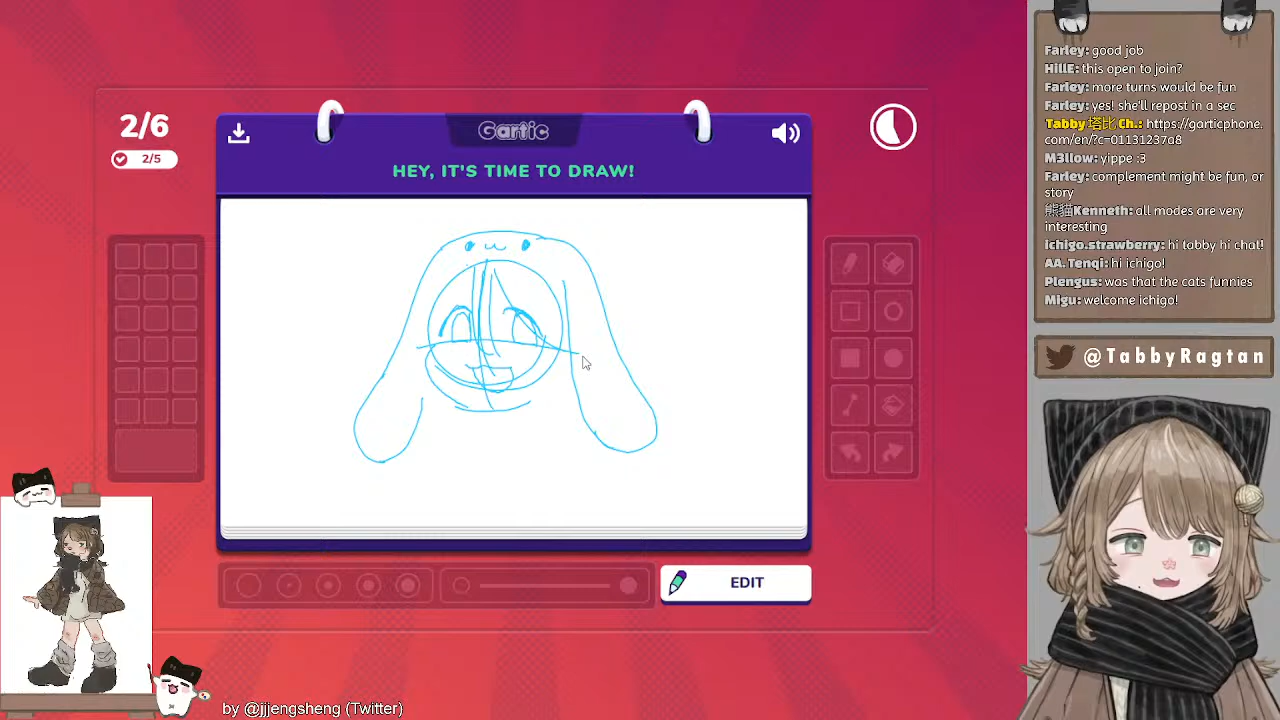 2/6
2/5
Gartic
HEY, IT'S TIME TO DRAW!
EDIT
by @jjjengsheng (Twitter)
Farley: good job
HillE: this open to join?
Farley: more turns would be fun
Farley: yes! she'll repost in a sec
Tabby 塔比 Ch.: https://garticphone.
com/en/?c=01131237a8
M3llow: yippe :3
Farley: complement might be fun, or
story
熊貓Kenneth: all modes are very
interesting
ichigo.strawberry: hi tabby hi chat!
AA. Tenqi: hi ichigo!
Plengus: was that the cats funnies
Migu: welcome ichigo!
@TabbyRagtan